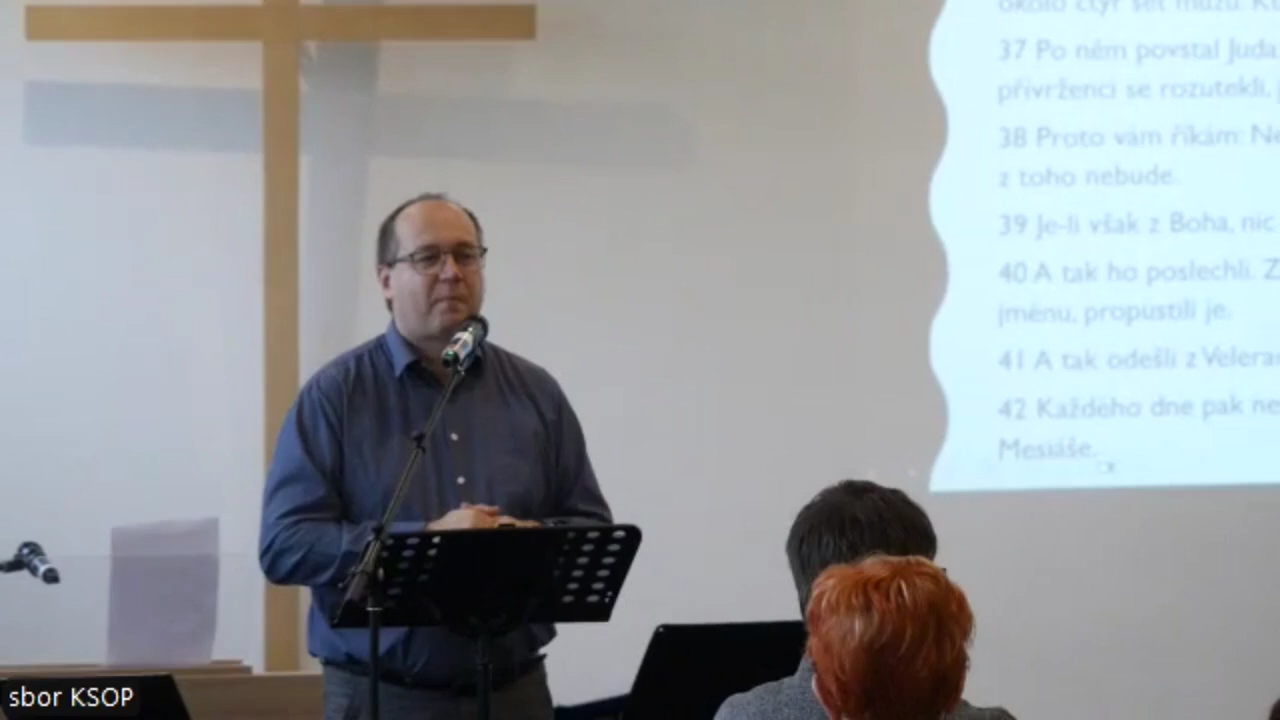 okolo čtyř set mužů.
37 Po něm povstal Juda
přivrženci se rozutekli,
38 Proto vám říkám: Ne
z toho nebude.
39 Je-li však z Boha, nic
40 A tak ho poslechli. Z
jménu, propustili je.
41 A tak odešli z Veleras
42 Každého dne pak ne
Mesiáše.
sbor KSOP